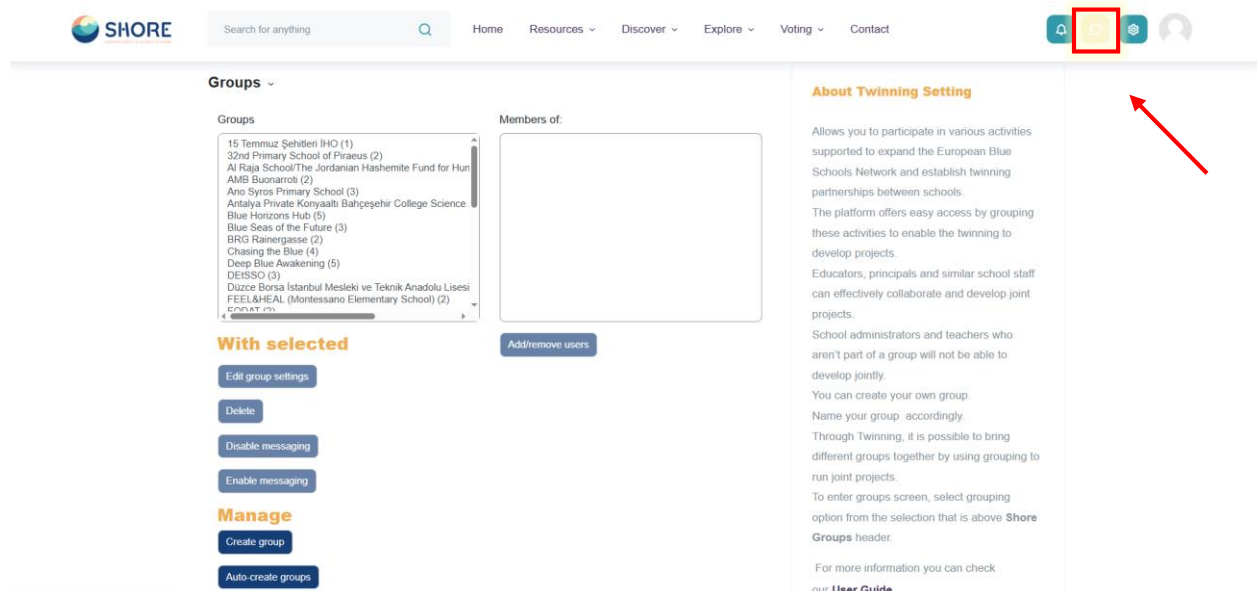 SHORE
Search for anything
Home
Resources
Discover
Explore
Voting
Contact
Groups
Groups
15 Temmuz Şehitleri İHO (1)
32nd Primary School of Piraeus (2)
Al Raja School/The Jordanian Hashemite Fund for Hun
AMB Buonarroti (2)
Ano Syros Primary School (3)
Antalya Private Konyaaltı Bahçeşehir College Science
Blue Horizons Hub (5)
Blue Seas of the Future (3)
BRG Rainergasse (2)
Chasing the Blue (4)
Deep Blue Awakening (5)
DEtSSO (3)
Düzce Borsa İstanbul Mesleki ve Teknik Anadolu Lisesi
FEEL&HEAL (Montessano Elementary School) (2)
Members of:
With selected
Edit group settings
Delete
Disable messaging
Enable messaging
Manage
Create group
Auto-create groups
Add/remove users
About Twinning Setting
Allows you to participate in various activities
supported to expand the European Blue
Schools Network and establish twinning
partnerships between schools.
The platform offers easy access by grouping
these activities to enable the twinning to
develop projects.
Educators, principals and similar school staff
can effectively collaborate and develop joint
projects.
School administrators and teachers who
aren't part of a group will not be able to
develop jointly.
You can create your own group.
Name your group accordingly.
Through Twinning, it is possible to bring
different groups together by using grouping to
run joint projects.
To enter groups screen, select grouping
option from the selection that is above Shore
Groups header.
For more information you can check
our User Guide